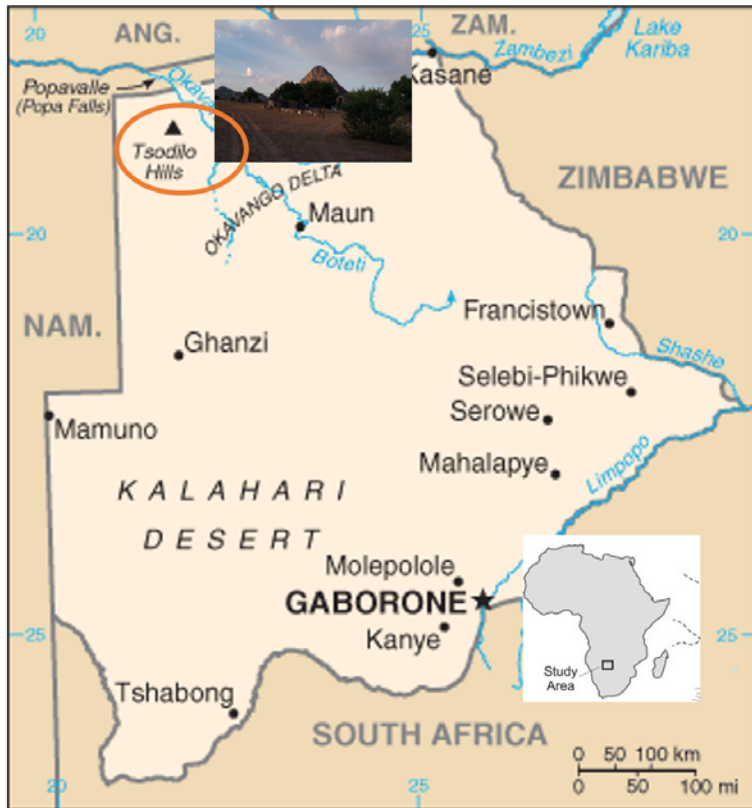 20
ANG.
25
ZAM.
Lake
Kariba
Zambezi
Kasane
Popavalle
(Popa Falls)
Tsodilo
Hills
OKAVANGO DELTA
ZIMBABWE
20
Maun
20
Boteti
NAM.
Francistown
Ghanzi
Shashe
Selebi-Phikwe
Serowe
Mamuno
Mahalapye
Limpopo
KALAHARI
DESERT
Molepolole
GABORONE
25
Kanye
25
Study
Area
Tshabong
SOUTH AFRICA
0 50 100 km
0 50 100 mi
20
25